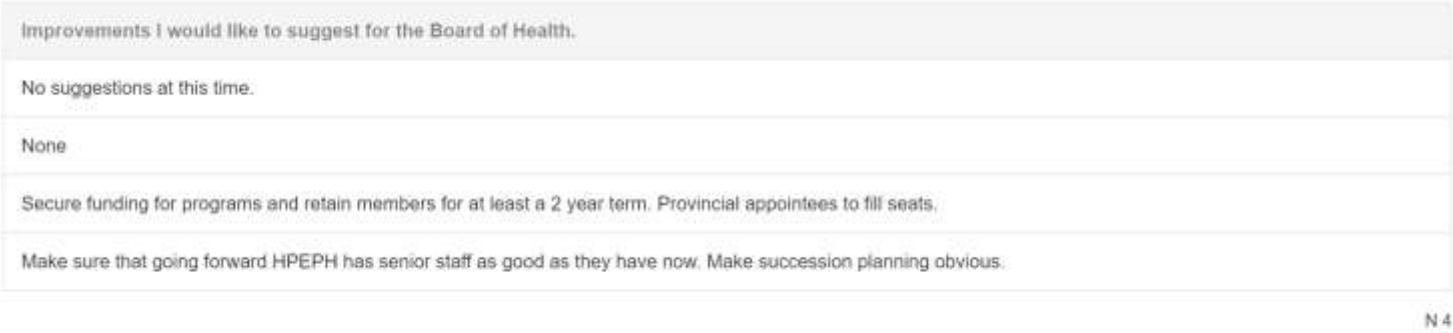 Improvements I would like to suggest for the Board of Health.
No suggestions at this time.
None
Secure funding for programs and retain members for at least a 2 year term. Provincial appointees to fill seats.
Make sure that going forward HPEPH has senior staff as good as they have now. Make succession planning obvious.
N 4